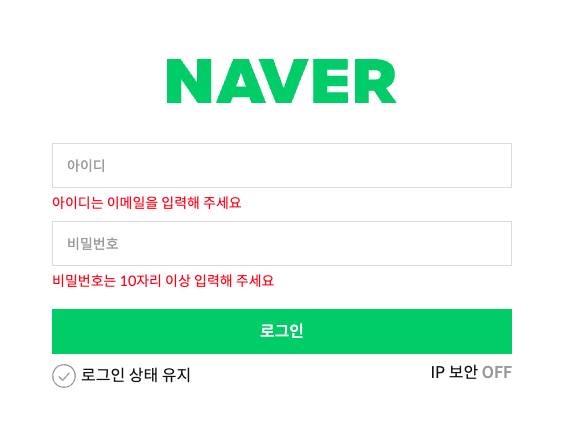 NAVER
아이디
아이디는 이메일을 입력해 주세요
비밀번호
비밀번호는 10자리 이상 입력해 주세요
로그인
로그인 상태 유지 IP 보안 OFF